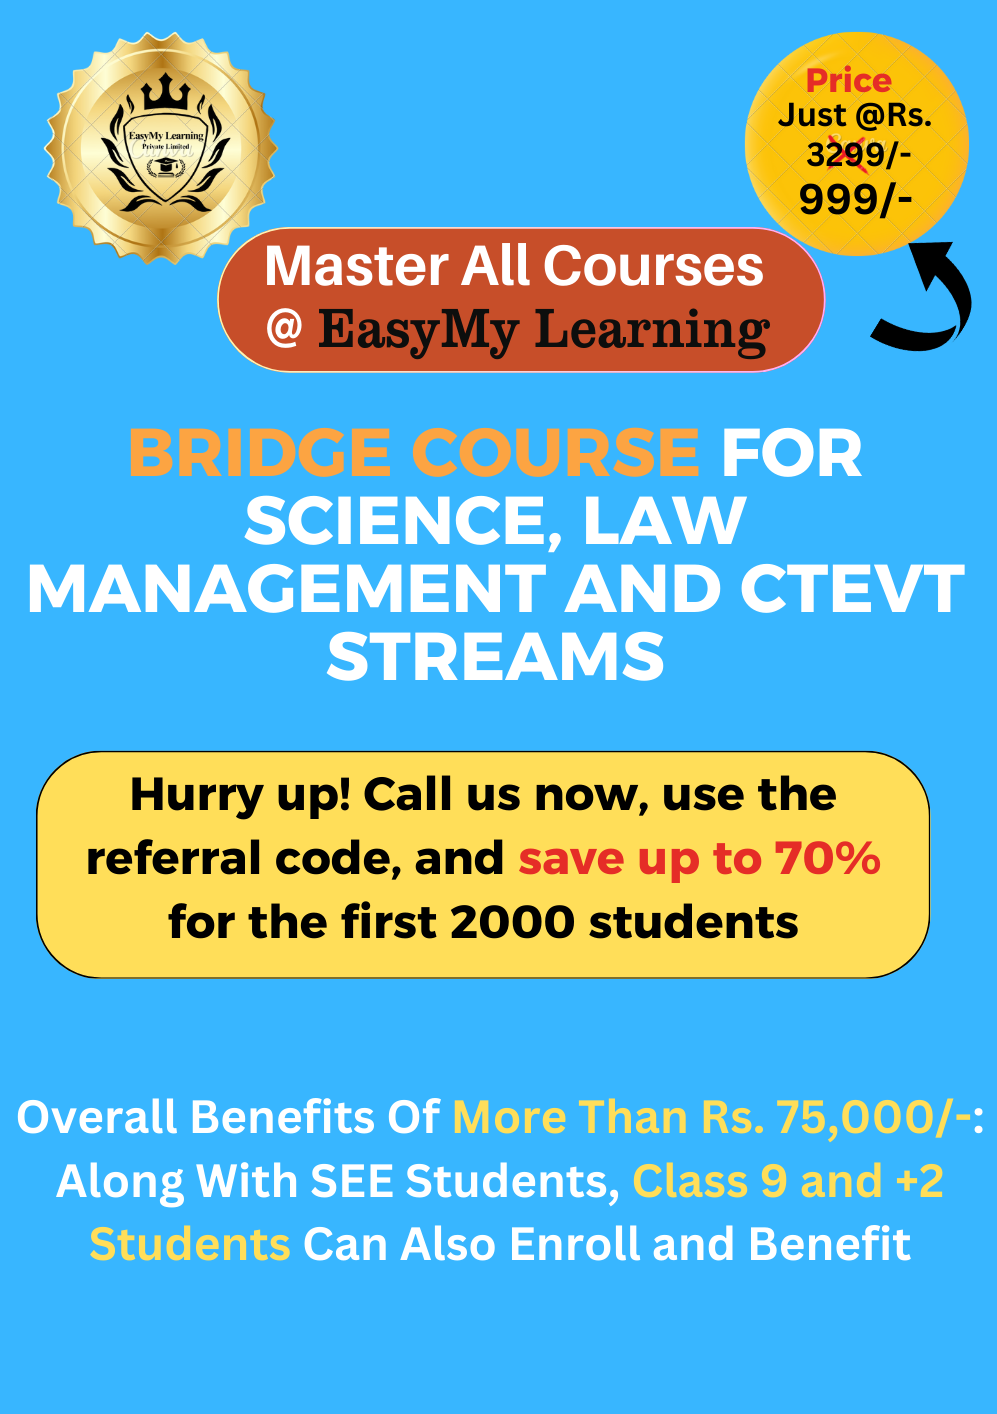 EasyMy Learning
Private Limited
Canva
Price
Just @Rs.
3299/-
999/-
Master All Courses
@ EasyMy Learning
BRIDGE COURSE FOR
SCIENCE, LAW
MANAGEMENT AND CTEVT
STREAMS
Hurry up! Call us now, use the
referral code, and save up to 70%
for the first 2000 students
Overall Benefits Of More Than Rs. 75,000/-:
Along With SEE Students, Class 9 and +2
Students Can Also Enroll and Benefit